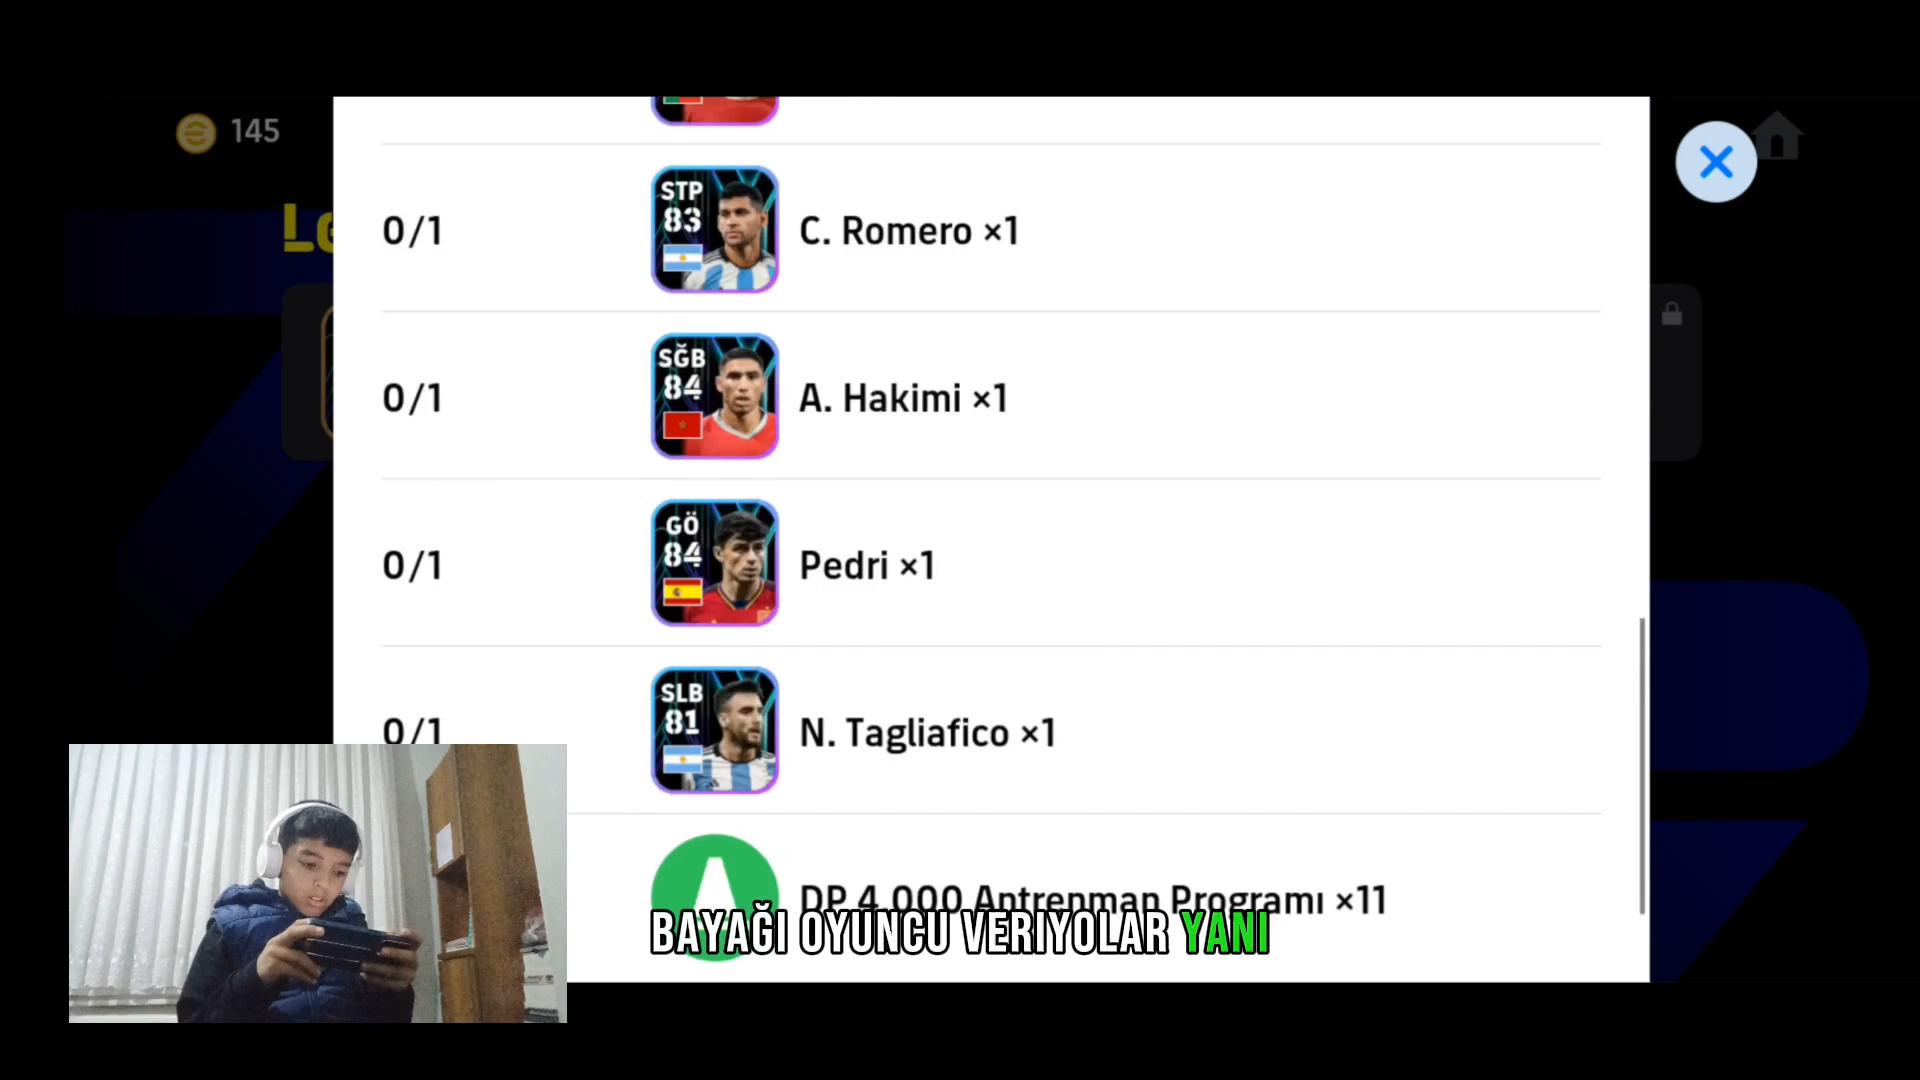 145
Le
0/1
STP
83
C. Romero ×1
0/1
SĞB
84
A. Hakimi ×1
0/1
GÖ
84
Pedri ×1
0/1
SLB
81
N. Tagliafico ×1
DP 4.000 Antrenman Programı ×11
BAYAĞI OYUNCU VERIYOLAR YANI